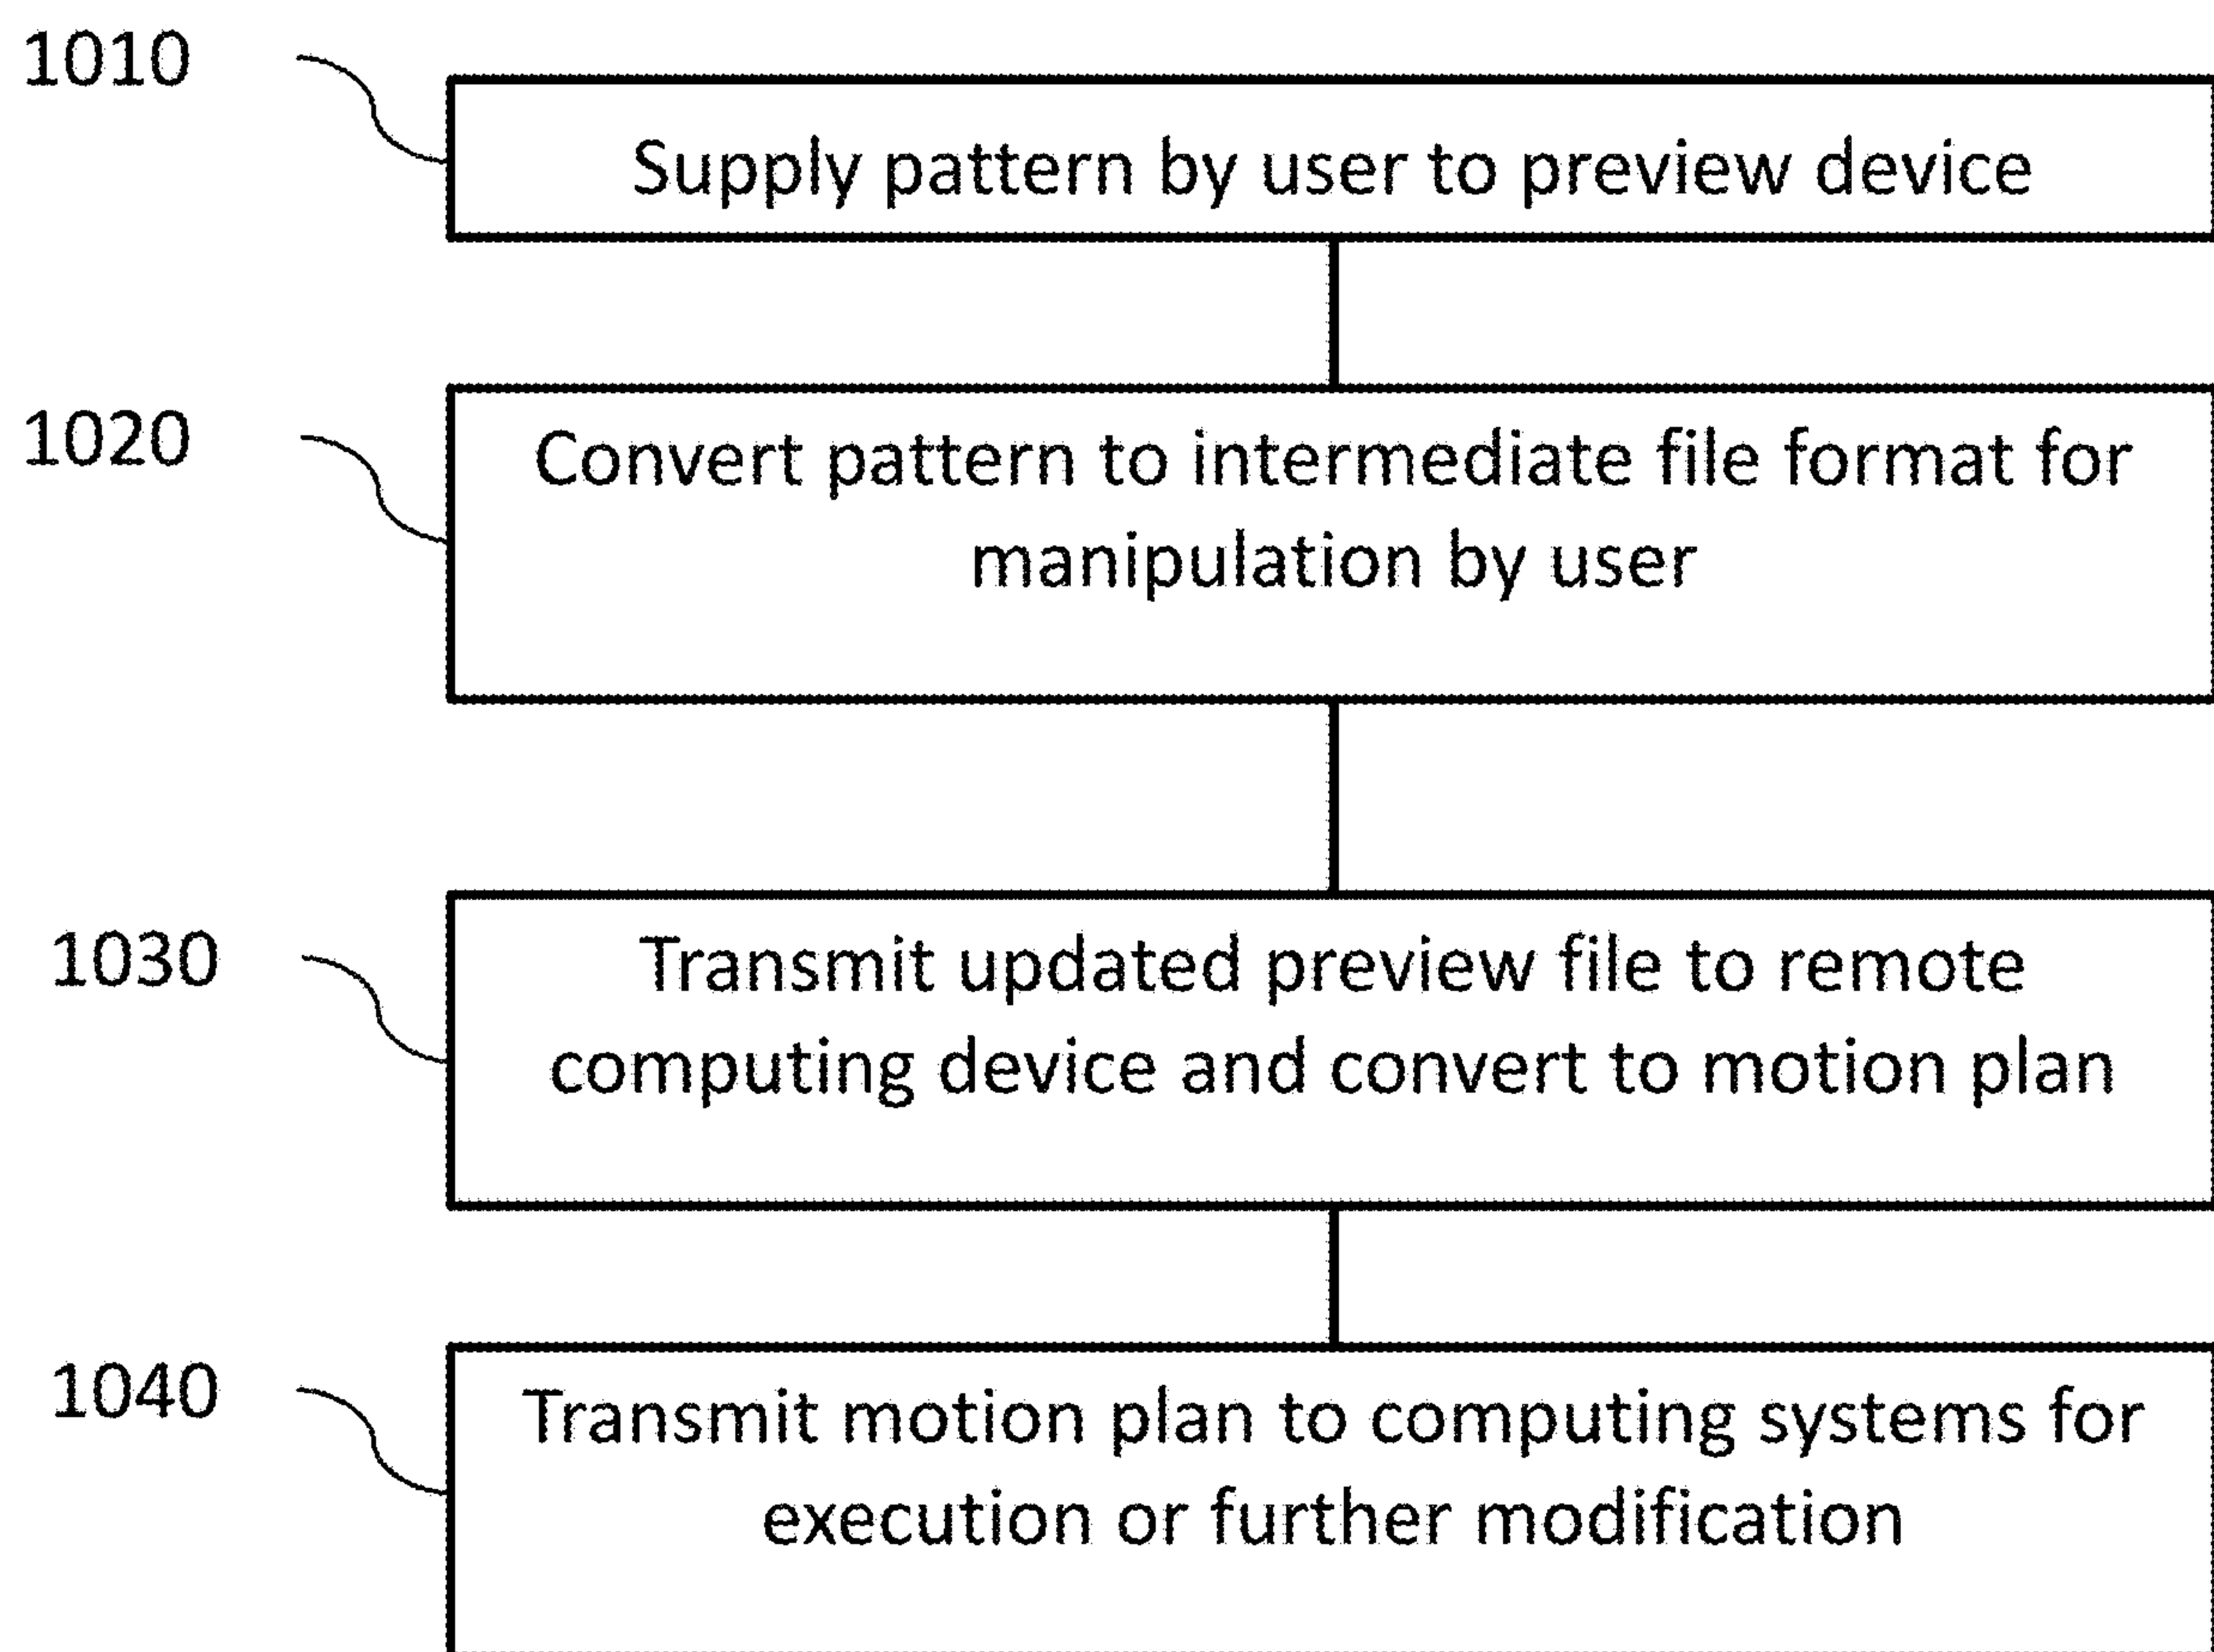 1010
Supply pattern by user to preview device
1020
Convert pattern to intermediate file format for
manipulation by user
1030
Transmit updated preview file to remote
computing device and convert to motion plan
1040
Transmit motion plan to computing systems for
execution or further modification